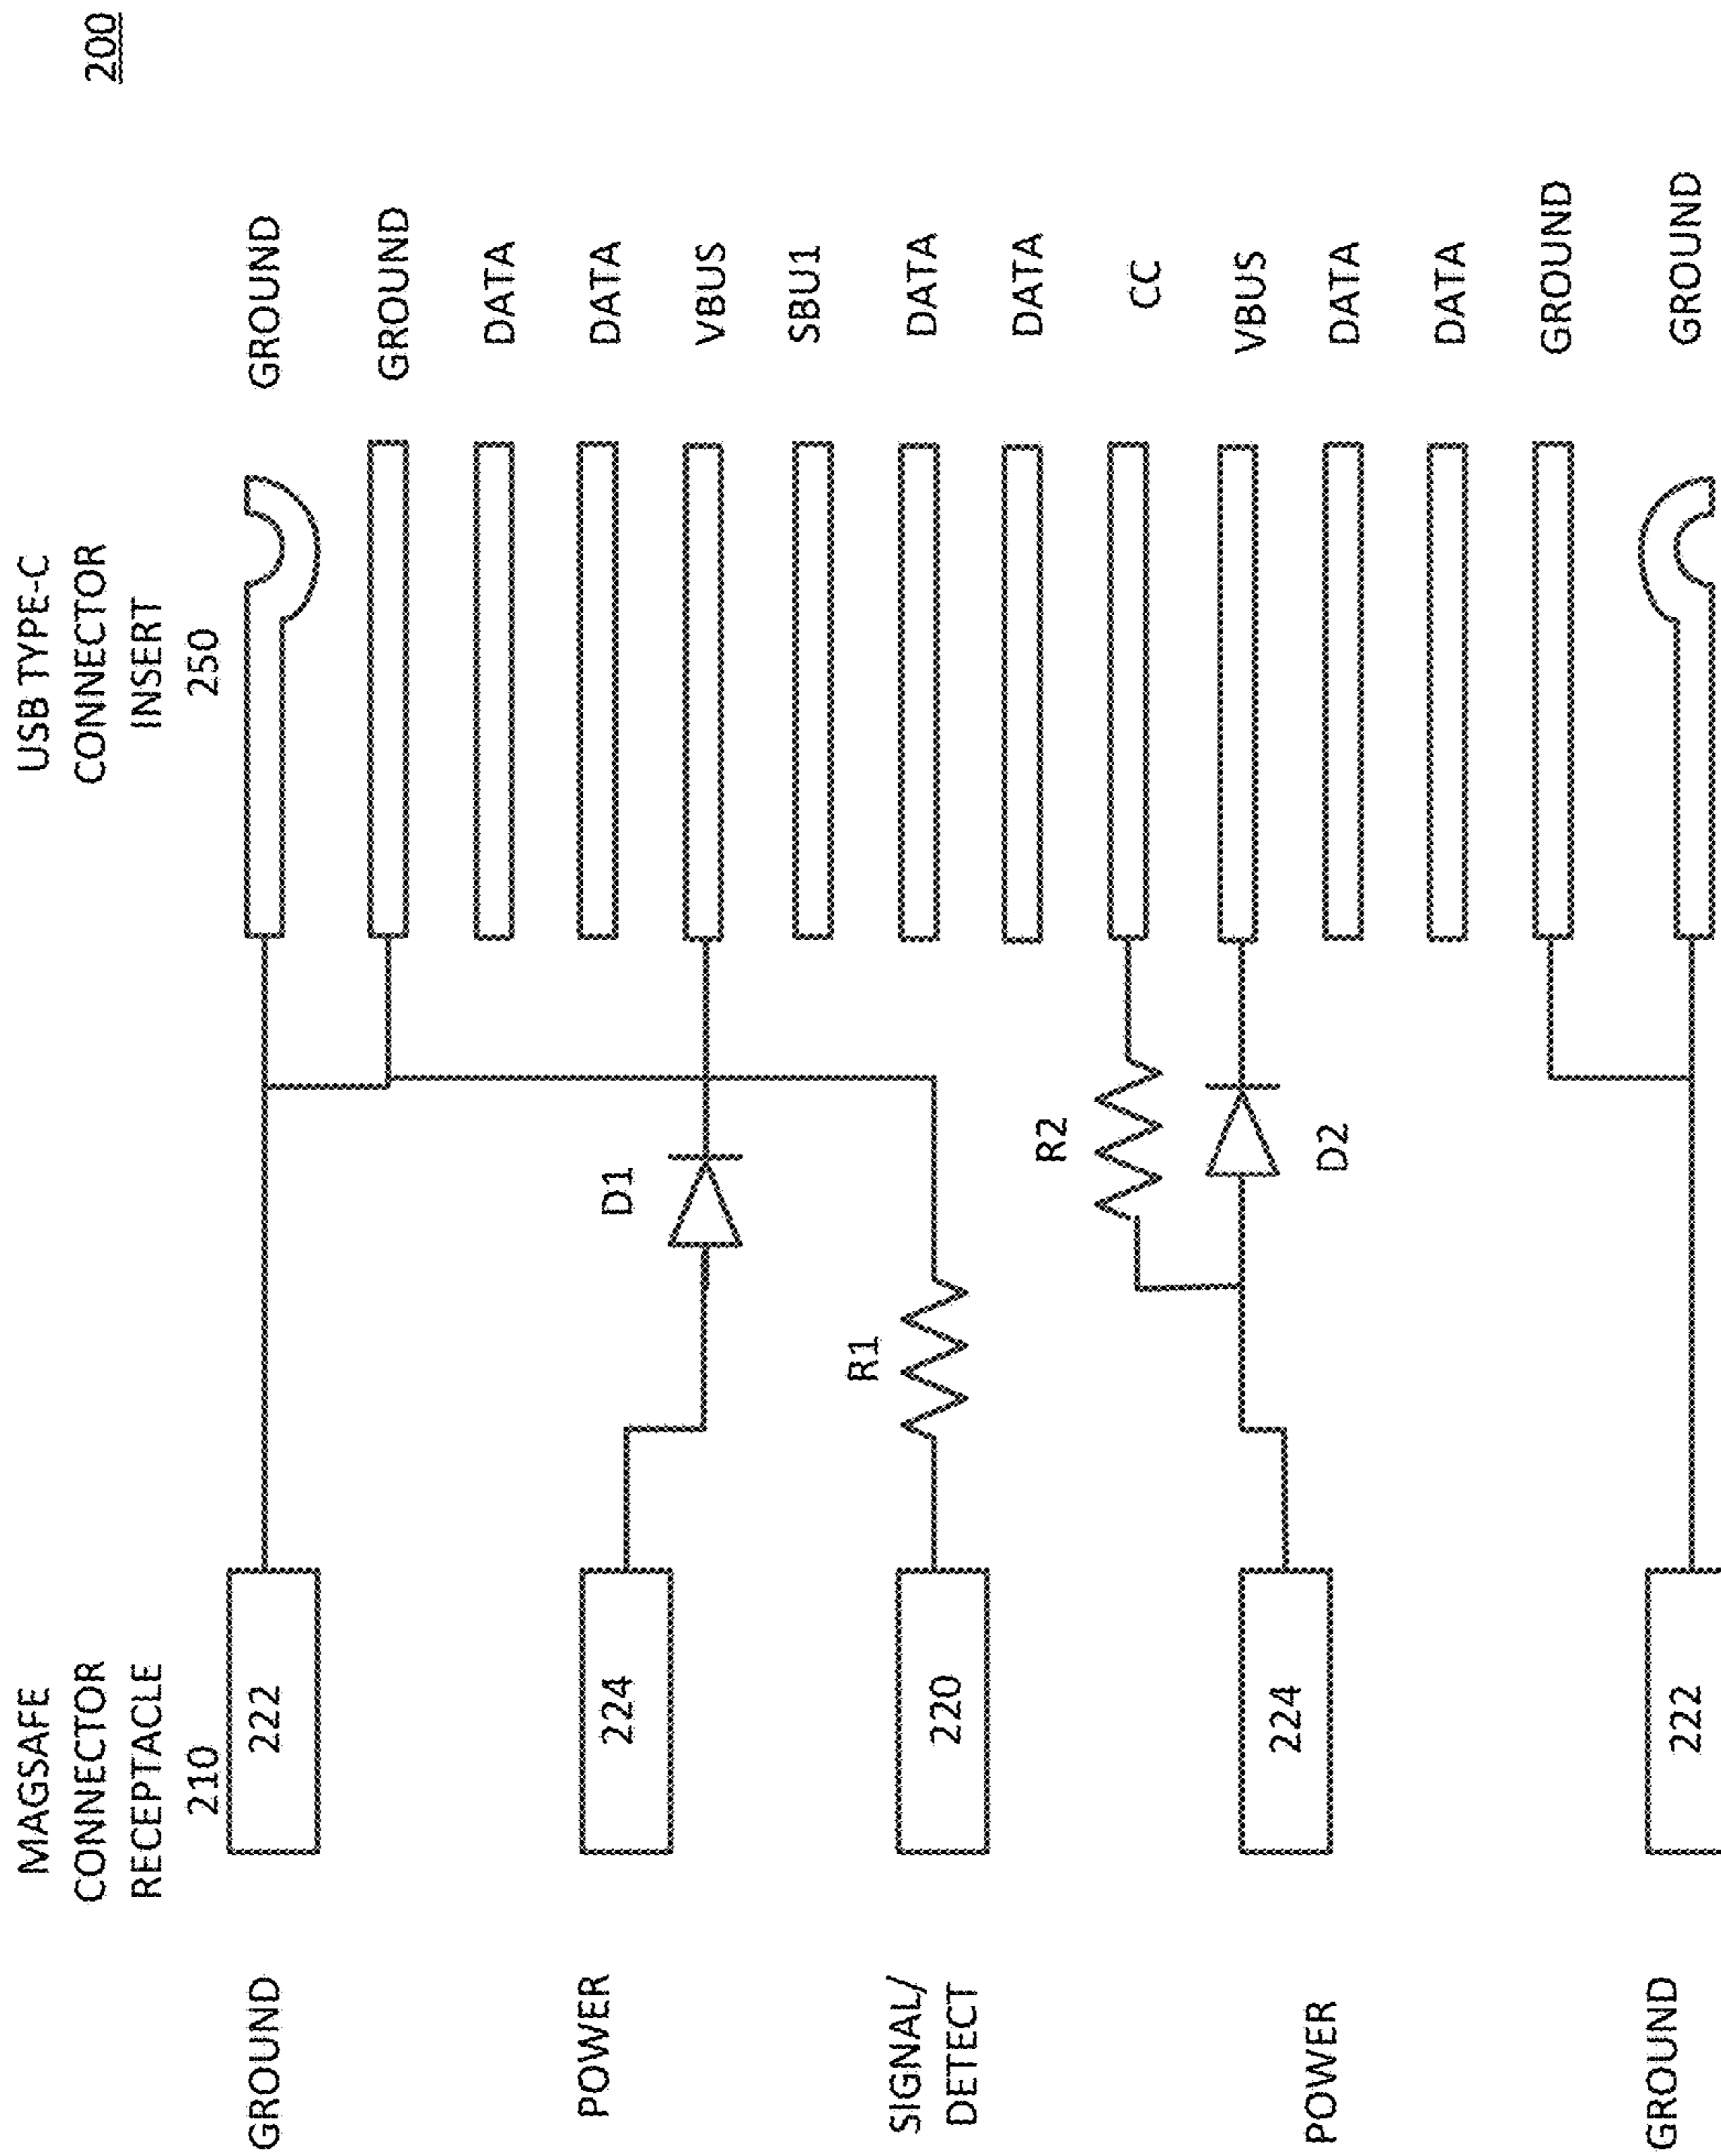 200
MAGSAFE
CONNECTOR
RECEPTACLE
210
USB TYPE-C
CONNECTOR
INSERT
250
GROUND
222
GROUND
GROUND
DATA
DATA
POWER
224
D1
VBUS
SBU1
SIGNAL/
DETECT
220
R1
DATA
DATA
R2
CC
POWER
224
D2
VBUS
DATA
DATA
GROUND
GROUND
222
GROUND